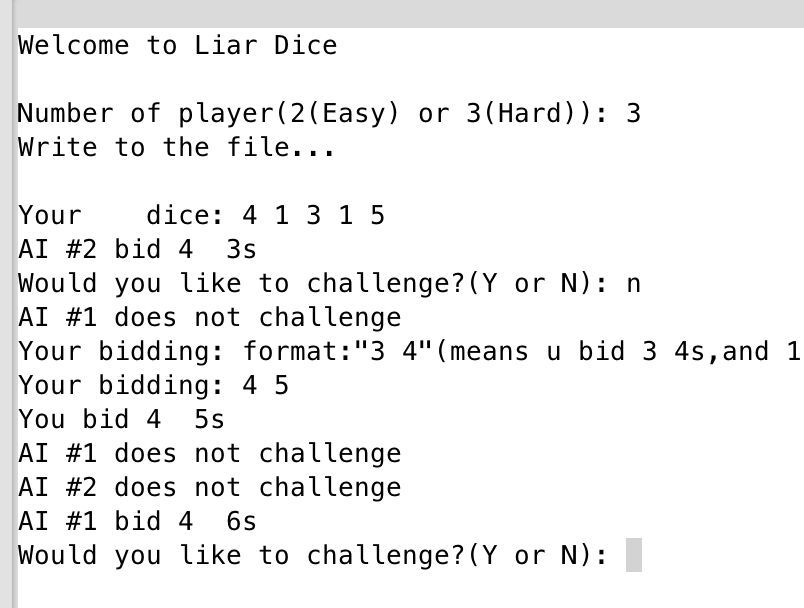 Welcome to Liar Dice
Number of player(2(Easy) or 3(Hard)): 3
Write to the file...
Your    dice: 4 1 3 1 5
AI #2 bid 4  3s
Would you like to challenge?(Y or N): n
AI #1 does not challenge
Your bidding: format:"3 4"(means u bid 3 4s,and 1
Your bidding: 4 5
You bid 4  5s
AI #1 does not challenge
AI #2 does not challenge
AI #1 bid 4  6s
Would you like to challenge?(Y or N):